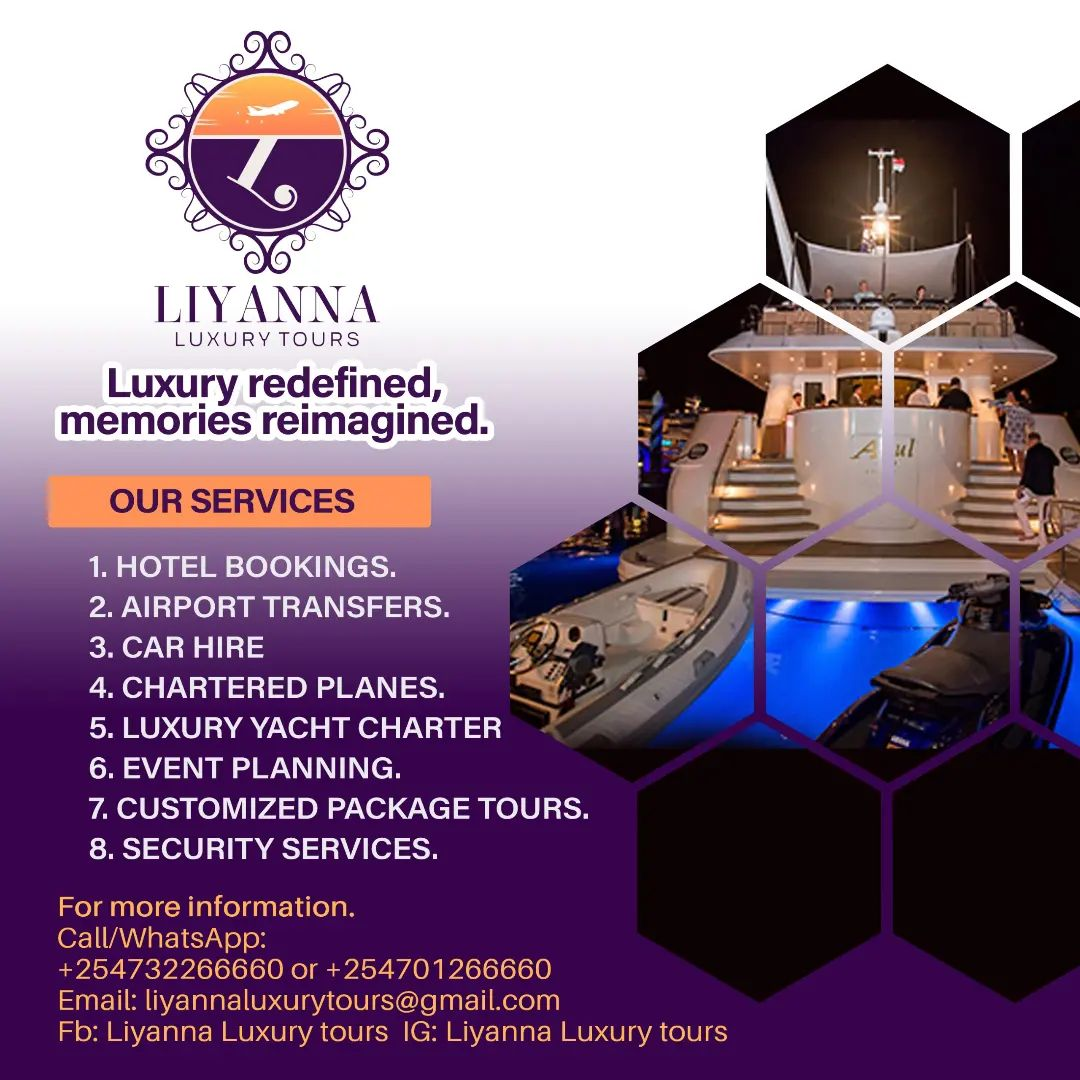 L
LIYANNA
LUXURY TOURS
Luxury redefined,
memories reimagined.
OUR SERVICES
1. HOTEL BOOKINGS.
2. AIRPORT TRANSFERS.
3. CAR HIRE
4. CHARTERED PLANES.
5. LUXURY YACHT CHARTER
6. EVENT PLANNING.
7. CUSTOMIZED PACKAGE TOURS.
8. SECURITY SERVICES.
For more information.
Call/WhatsApp:
+254732266660 or +254701266660
Email: liyannaluxurytours@gmail.com
Fb: Liyanna Luxury tours IG: Liyanna Luxury tours